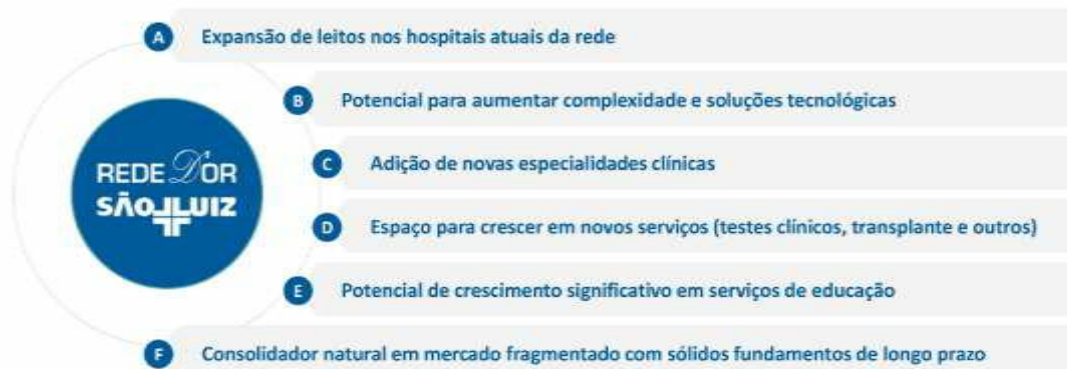 A Expansão de leitos nos hospitais atuais da rede
B Potencial para aumentar complexidade e soluções tecnológicas
REDE D'OR
SÃO LUIZ
C Adição de novas especialidades clínicas
D Espaço para crescer em novos serviços (testes clínicos, transplante e outros)
E Potencial de crescimento significativo em serviços de educação
F Consolidador natural em mercado fragmentado com sólidos fundamentos de longo prazo